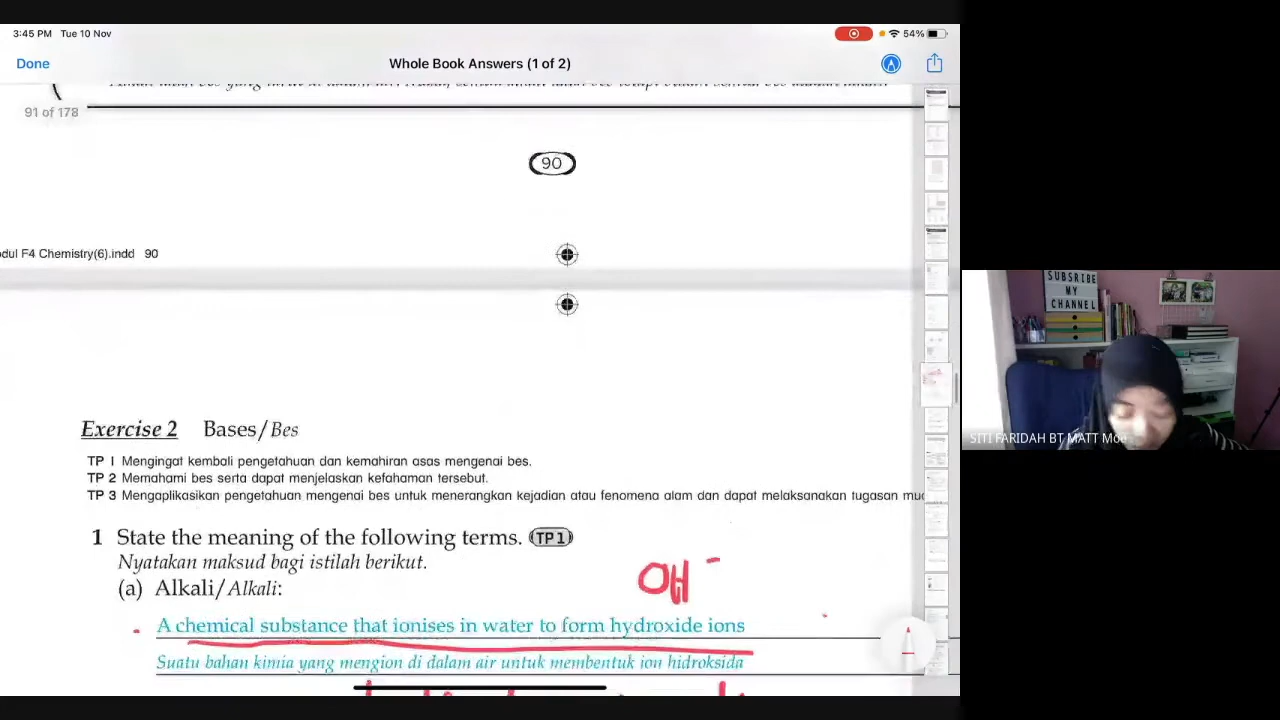 3:45 PM Tue 10 Nov
54%
Done
Whole Book Answers (1 of 2)
91 of 178
90
odul F4 Chemistry(6).indd 90
Exercise 2 Bases/Bes
TP 1 Mengingat kembali pengetahuan dan kemahiran asas mengenai bes.
TP 2 Memahami bes serta dapat menjelaskan kefahaman tersebut.
TP 3 Mengaplikasikan pengetahuan mengenai bes untuk menerangkan kejadian atau fenomena alam dan dapat melaksanakan tugasan mu
1 State the meaning of the following terms. TP 1
Nyatakan maksud bagi istilah berikut.
(a) Alkali/Alkali:
OH⁻
A chemical substance that ionises in water to form hydroxide ions
Suatu bahan kimia yang mengion di dalam air untuk membentuk ion hidroksida
SUBSRIBE
MY
CHANNEL
SITI FARIDAH BT MATT Moe